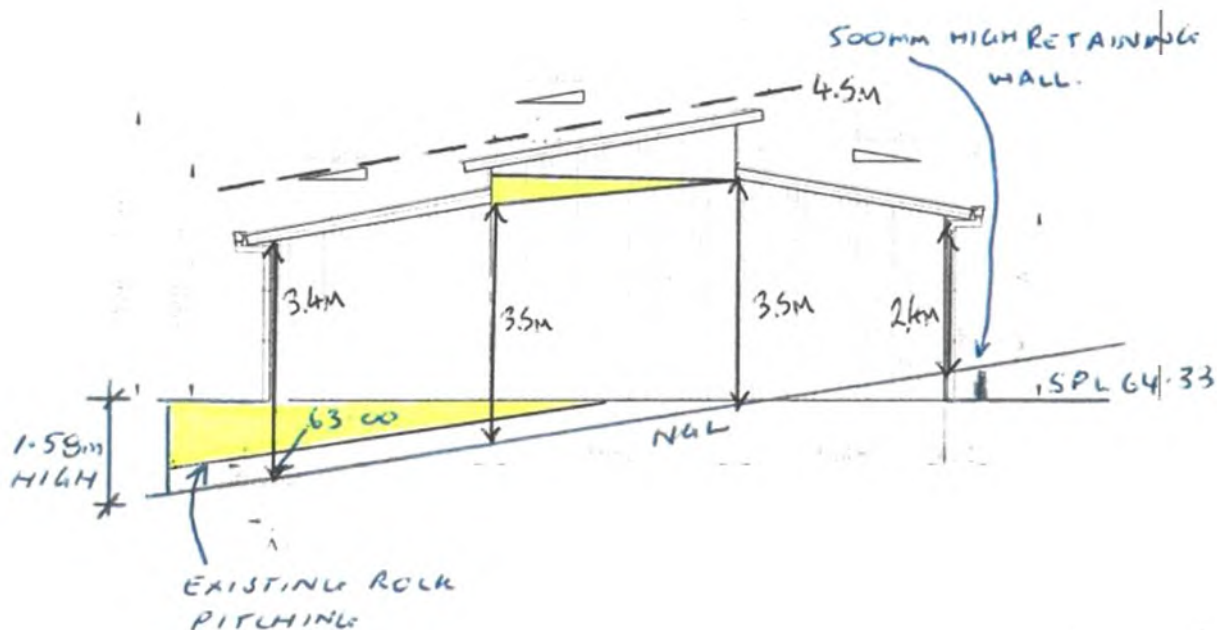 500mm HIGH RETAINING
WALL.
4.5M
3.4M
3.5M
3.5M
2.4M
SPL 64.33
63.00
NGL
1.58m
HIGH
EXISTING ROCK
PITCHING